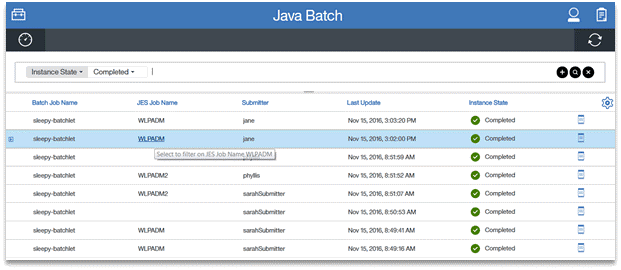 Java Batch
Instance State Completed
Batch Job Name JES Job Name Submitter Last Update Instance State
sleepy-batchlet WLPADM jane Nov 15, 2016, 3:03:20 PM Completed
sleepy-batchlet WLPADM jane Nov 15, 2016, 3:02:00 PM Completed
Select to filter on JES Job Name WLPADM
sleepy-batchlet Nov 15, 2016, 8:51:59 AM Completed
sleepy-batchlet WLPADM2 phyllis Nov 15, 2016, 8:51:52 AM Completed
sleepy-batchlet WLPADM2 sarahSubmitter Nov 15, 2016, 8:51:07 AM Completed
sleepy-batchlet sarahSubmitter Nov 15, 2016, 8:50:53 AM Completed
sleepy-batchlet WLPADM sarahSubmitter Nov 15, 2016, 8:49:41 AM Completed
sleepy-batchlet WLPADM sarahSubmitter Nov 15, 2016, 8:49:16 AM Completed